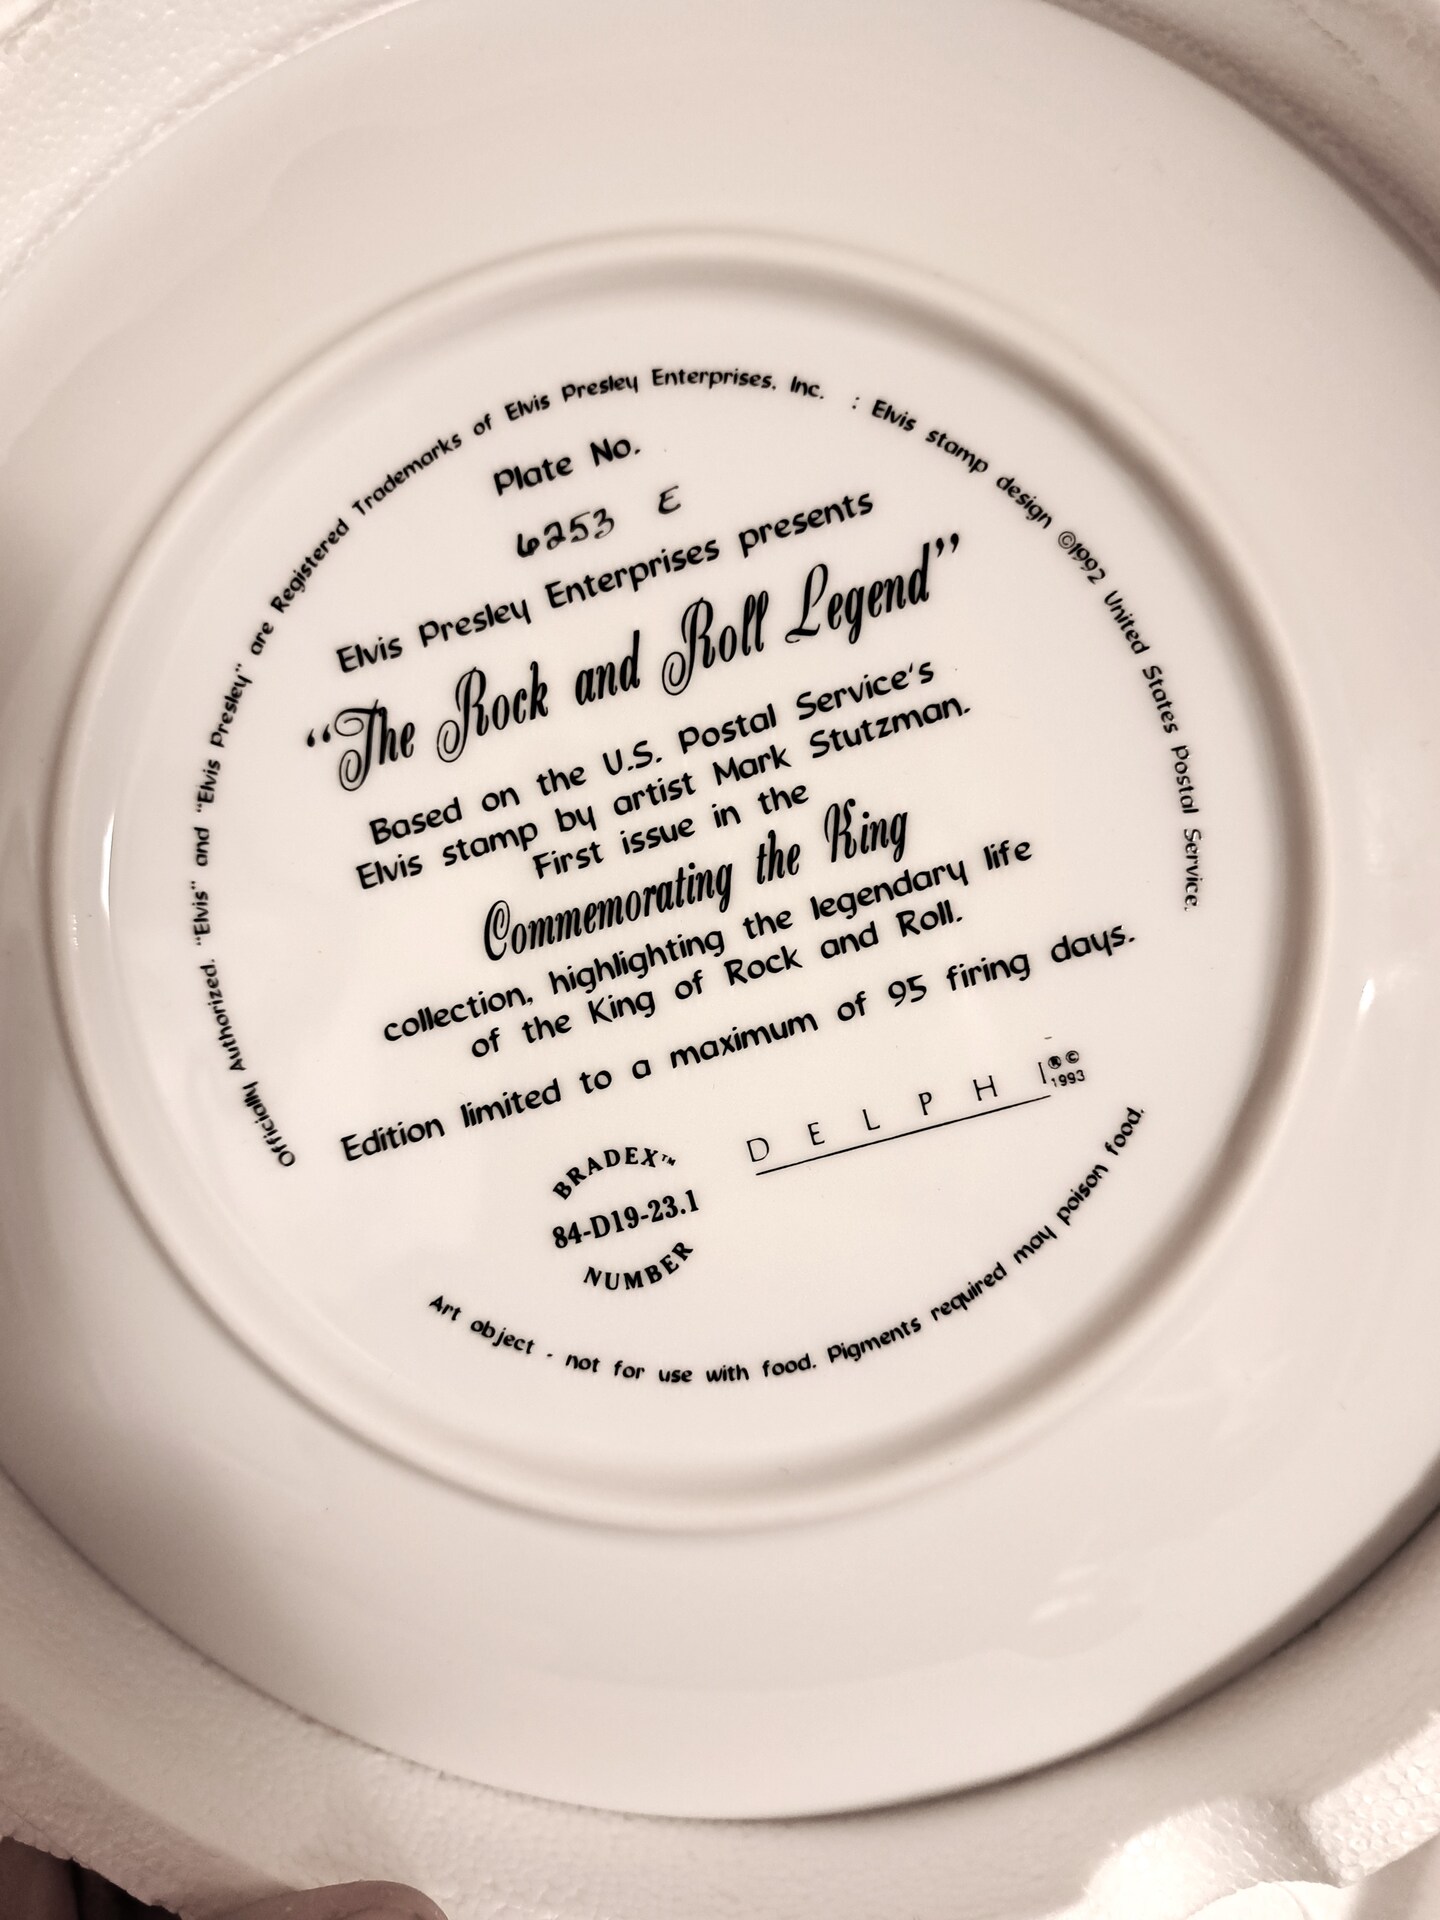 Officially Authorized. "Elvis" and "Elvis Presley" are Registered Trademarks of Elvis Presley Enterprises, Inc. : Elvis stamp design ©1992 United States Postal Service.
Plate No.
6253 E
Elvis Presley Enterprises presents
“The Rock and Roll Legend”
Based on the U.S. Postal Service's
Elvis stamp by artist Mark Stutzman.
First issue in the
Commemorating the King
collection, highlighting the legendary life
of the King of Rock and Roll.
Edition limited to a maximum of 95 firing days.
DELPHI®©
1993
BRADEX™
84-D19-23.1
NUMBER
Art object - not for use with food. Pigments required may poison food.